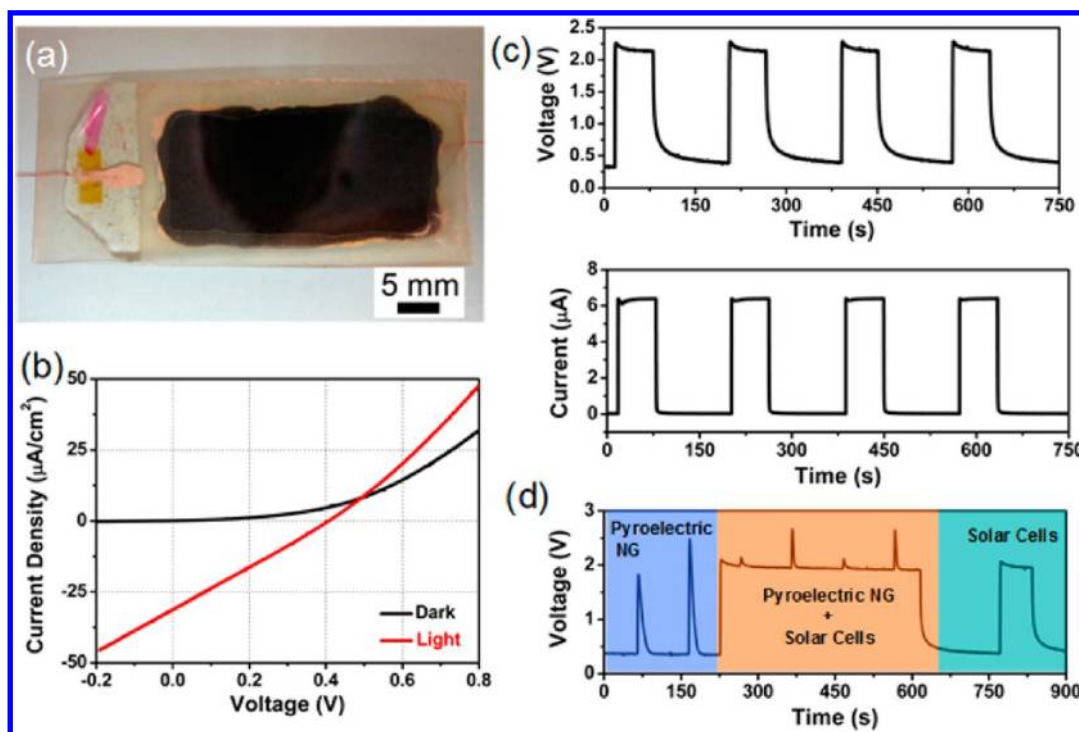 (a)
5 mm
(b)
50
25
0
-25
-50
Current Density (μA/cm²)
-0.2 0.0 0.2 0.4 0.6 0.8
Voltage (V)
Dark
Light
(c)
2.5
2.0
1.5
1.0
0.5
0.0
Voltage (V)
0 150 300 450 600 750
Time (s)
8
6
4
2
0
Current (μA)
0 150 300 450 600 750
Time (s)
(d)
3
2
1
0
Voltage (V)
Pyroelectric
NG
Pyroelectric NG
+
Solar Cells
Solar Cells
0 150 300 450 600 750 900
Time (s)